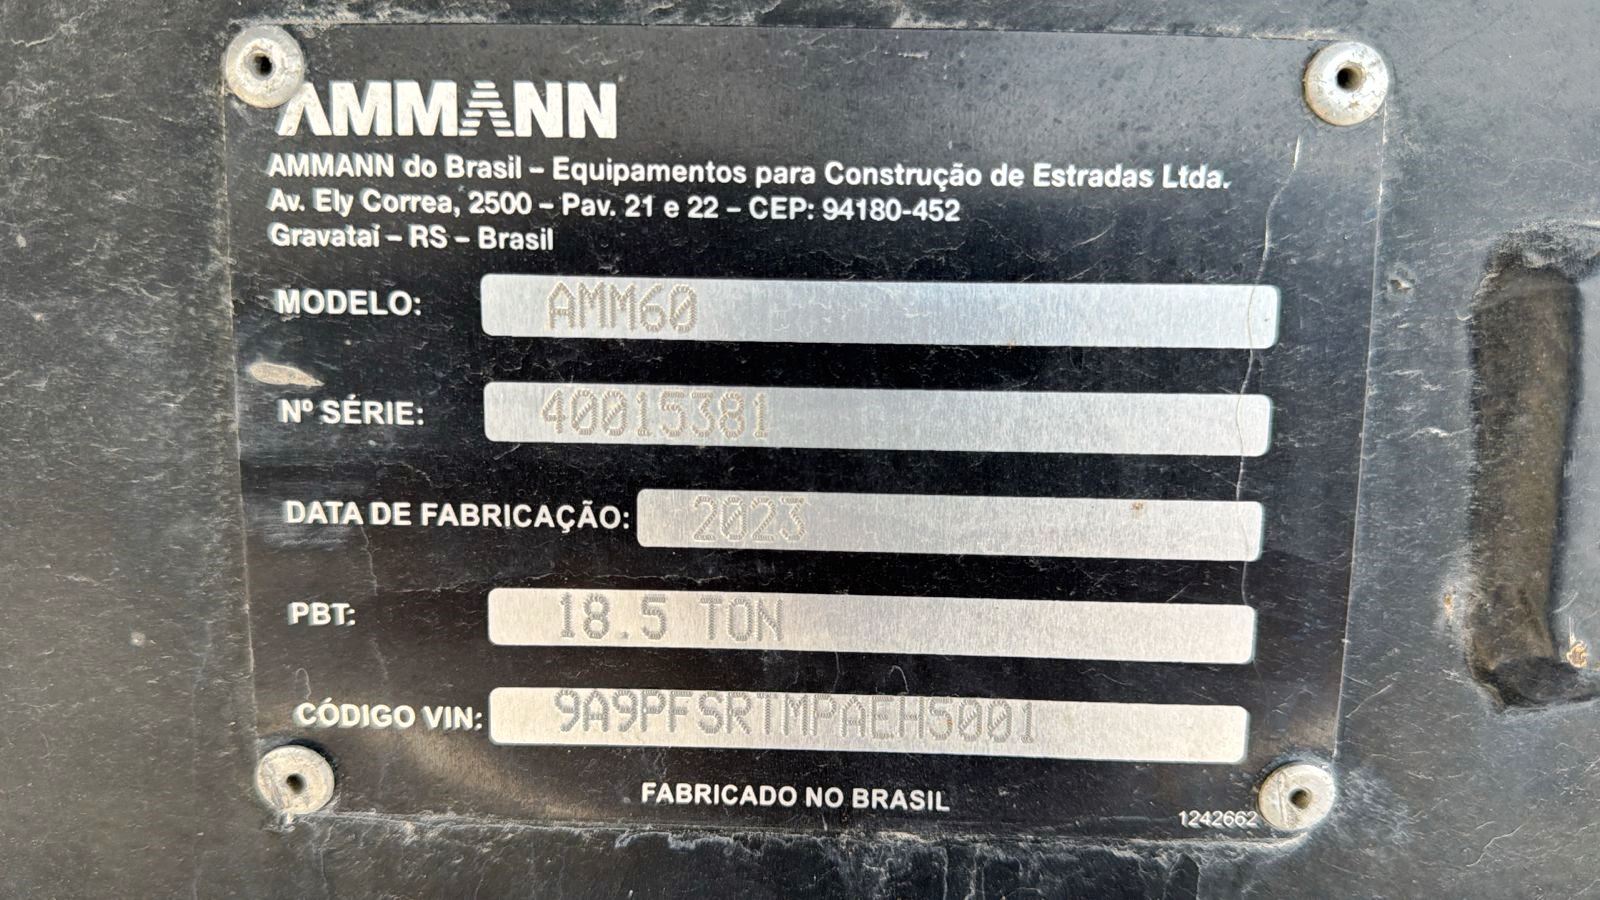 AMMANN
AMMANN do Brasil – Equipamentos para Construção de Estradas Ltda.
Av. Ely Correa, 2500 – Pav. 21 e 22 – CEP: 94180-452
Gravataí – RS – Brasil
MODELO: AMM60
Nº SÉRIE: 40015381
DATA DE FABRICAÇÃO: 2023
PBT: 18.5 TON
CÓDIGO VIN: 9A9PFSRTMPAEH5001
FABRICADO NO BRASIL
1242662